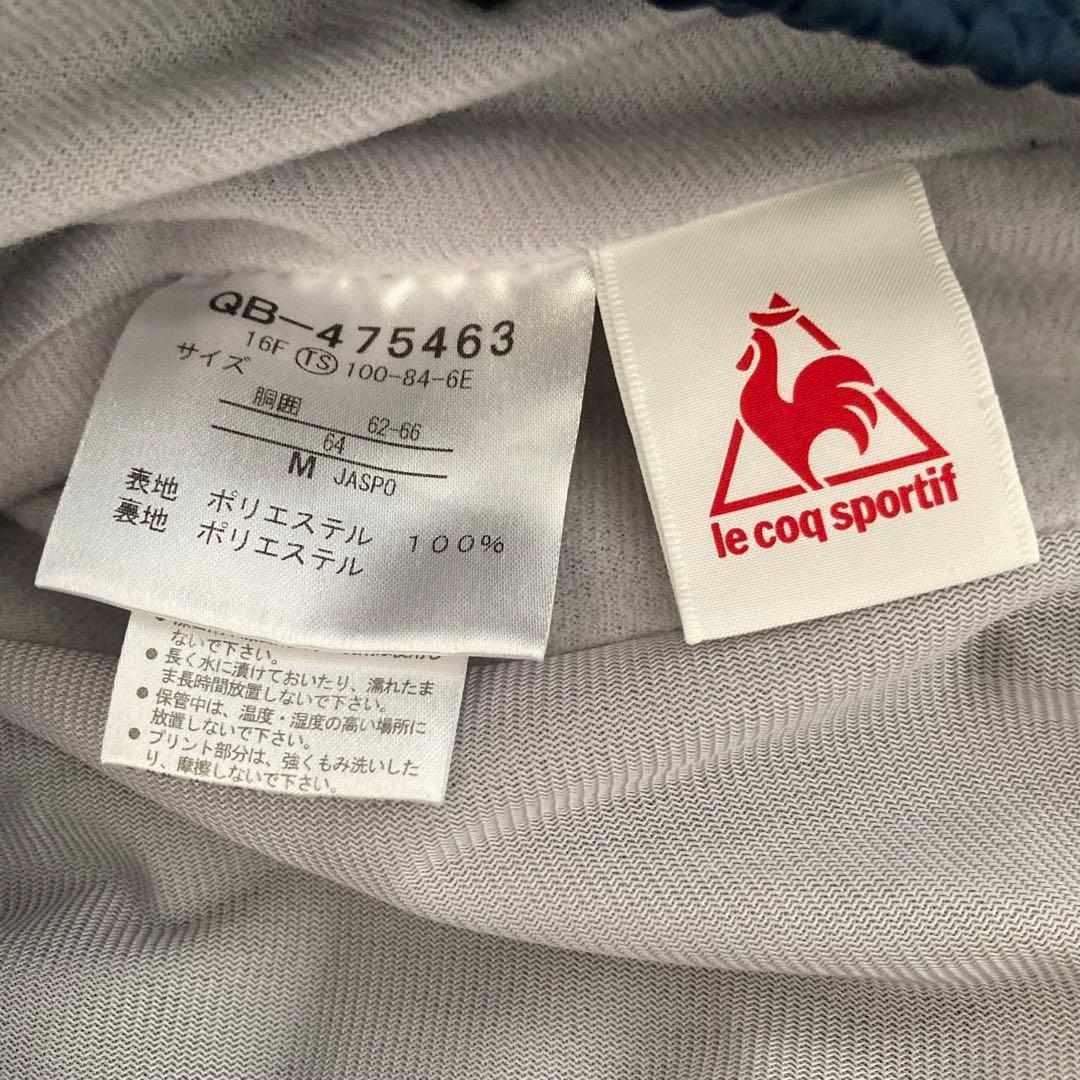 QB-475463
16F TS 100-84-6E
サイズ
胴囲 62-66
64
M JASPO
表地 ポリエステル 100%
裏地 ポリエステル
ないで下さい。
● 長く水に漬けておいたり、濡れたま
ま長時間放置しないで下さい。
● 保管中は、温度・湿度の高い場所に
放置しないで下さい。
● プリント部分は、強くもみ洗いした
り、摩擦しないで下さい。
le coq sportif